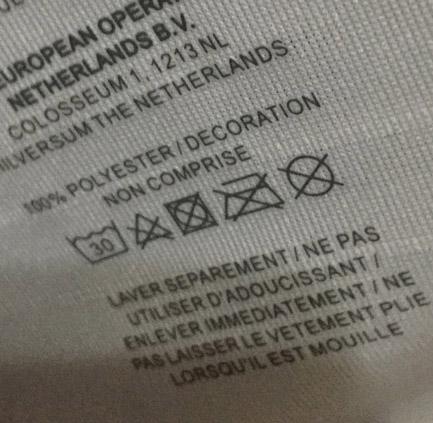 EUROPEAN OPERA
NETHERLANDS B.V.
COLOSSEUM 1, 1213 NL
HILVERSUM THE NETHERLANDS
100% POLYESTER / DECORATION
NON COMPRISE
30
LAVER SEPAREMENT / NE PAS
UTILISER D'ADOUCISSANT /
ENLEVER IMMEDIATEMENT / NE
PAS LAISSER LE VETEMENT PLIE
LORSQU'IL EST MOUILLE